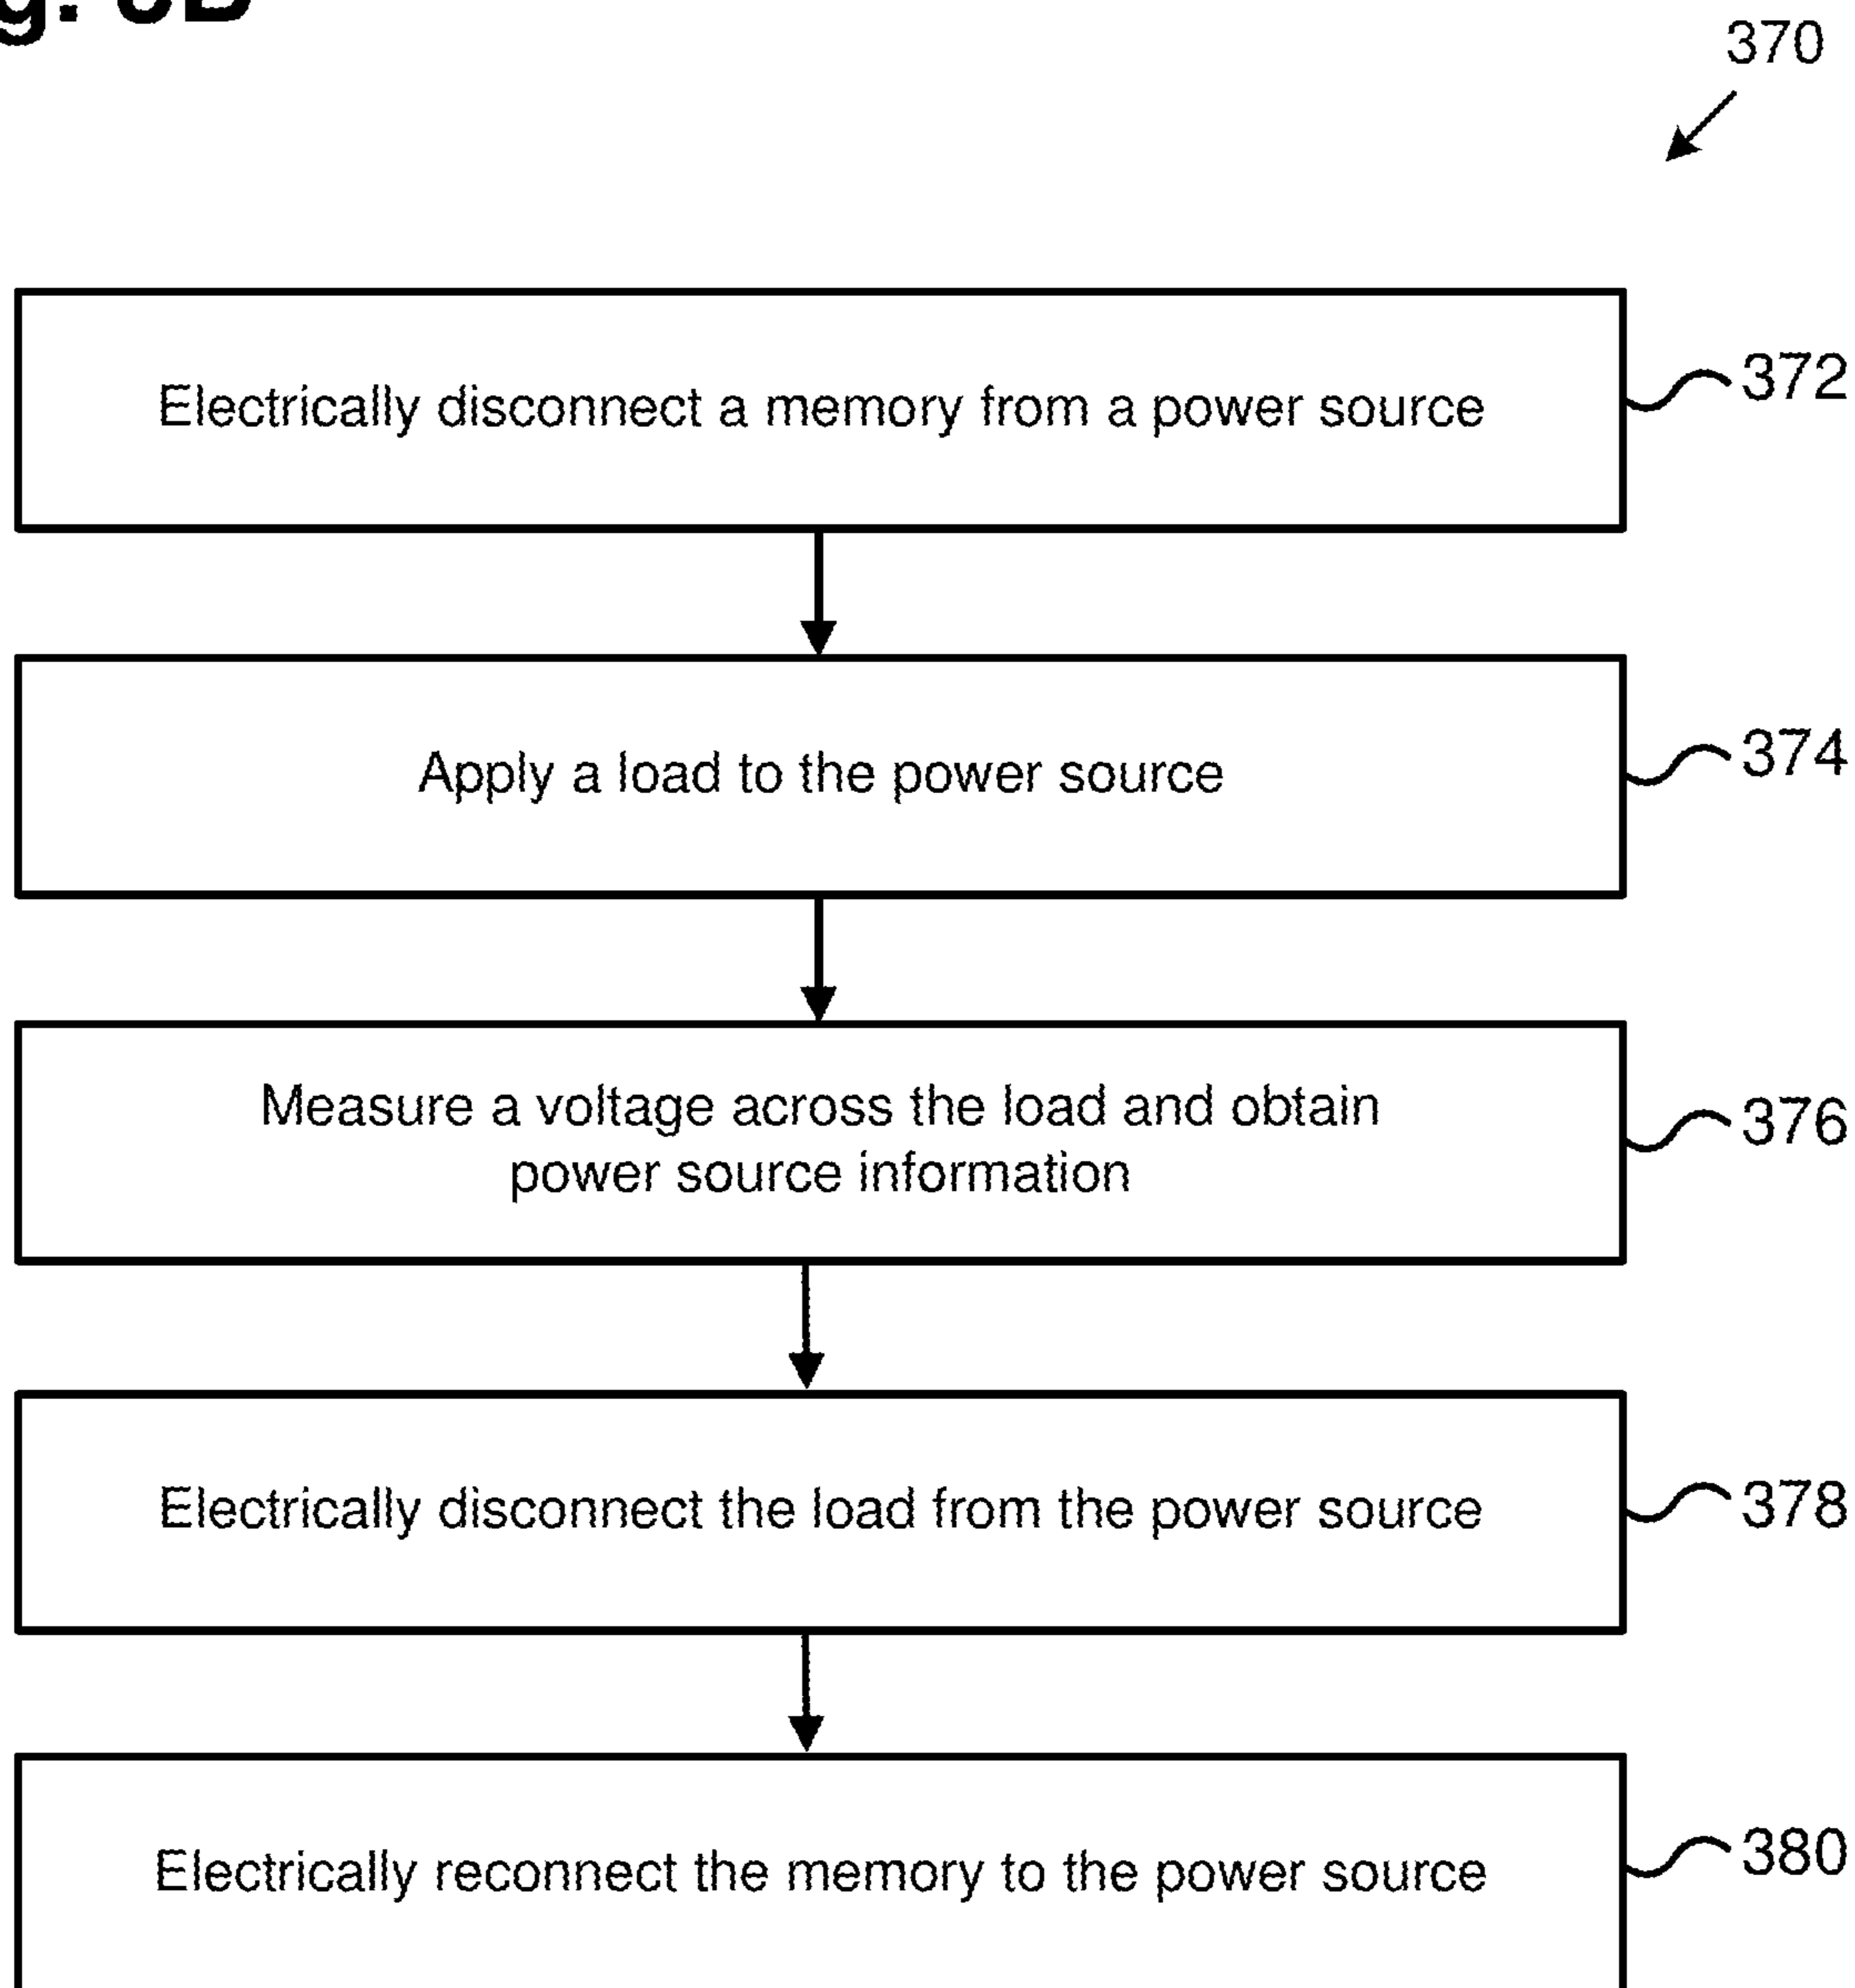 370
Electrically disconnect a memory from a power source
372
Apply a load to the power source
374
Measure a voltage across the load and obtain
power source information
376
Electrically disconnect the load from the power source
378
Electrically reconnect the memory to the power source
380